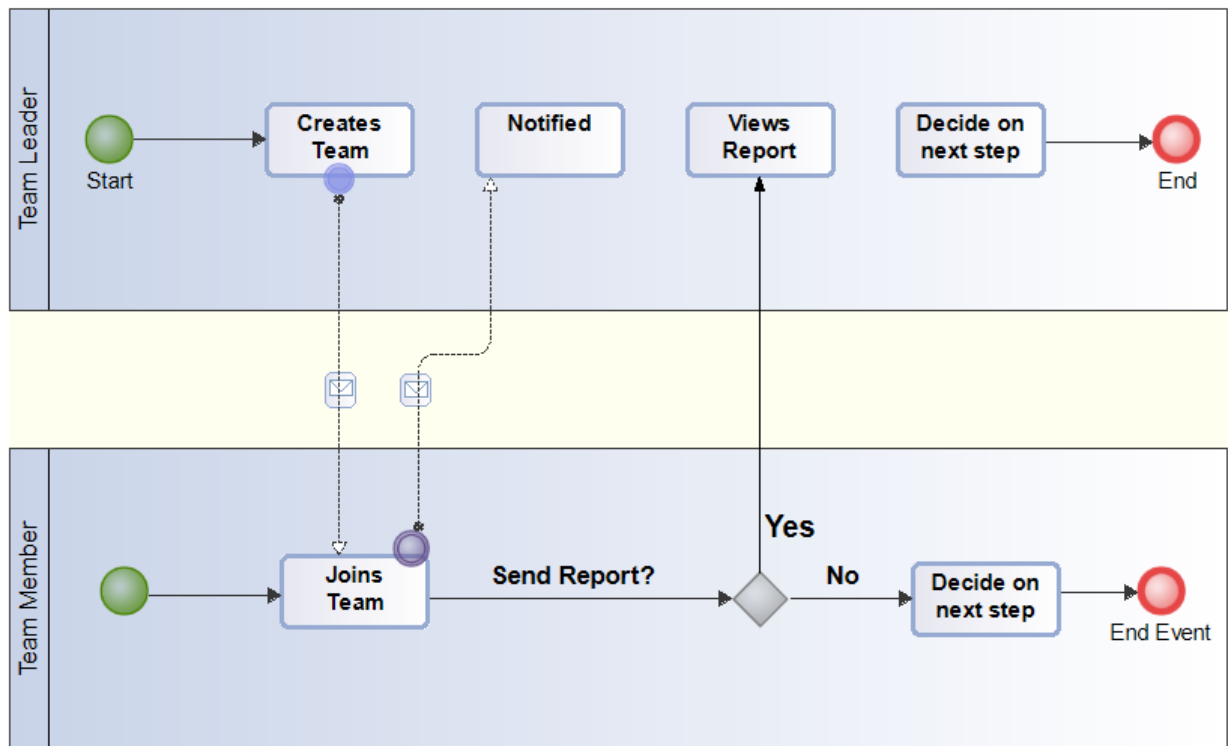 Team Leader
Start
Creates
Team
Notified
Views
Report
Decide on
next step
End
Team Member
Joins
Team
Send Report?
Yes
No
Decide on
next step
End Event